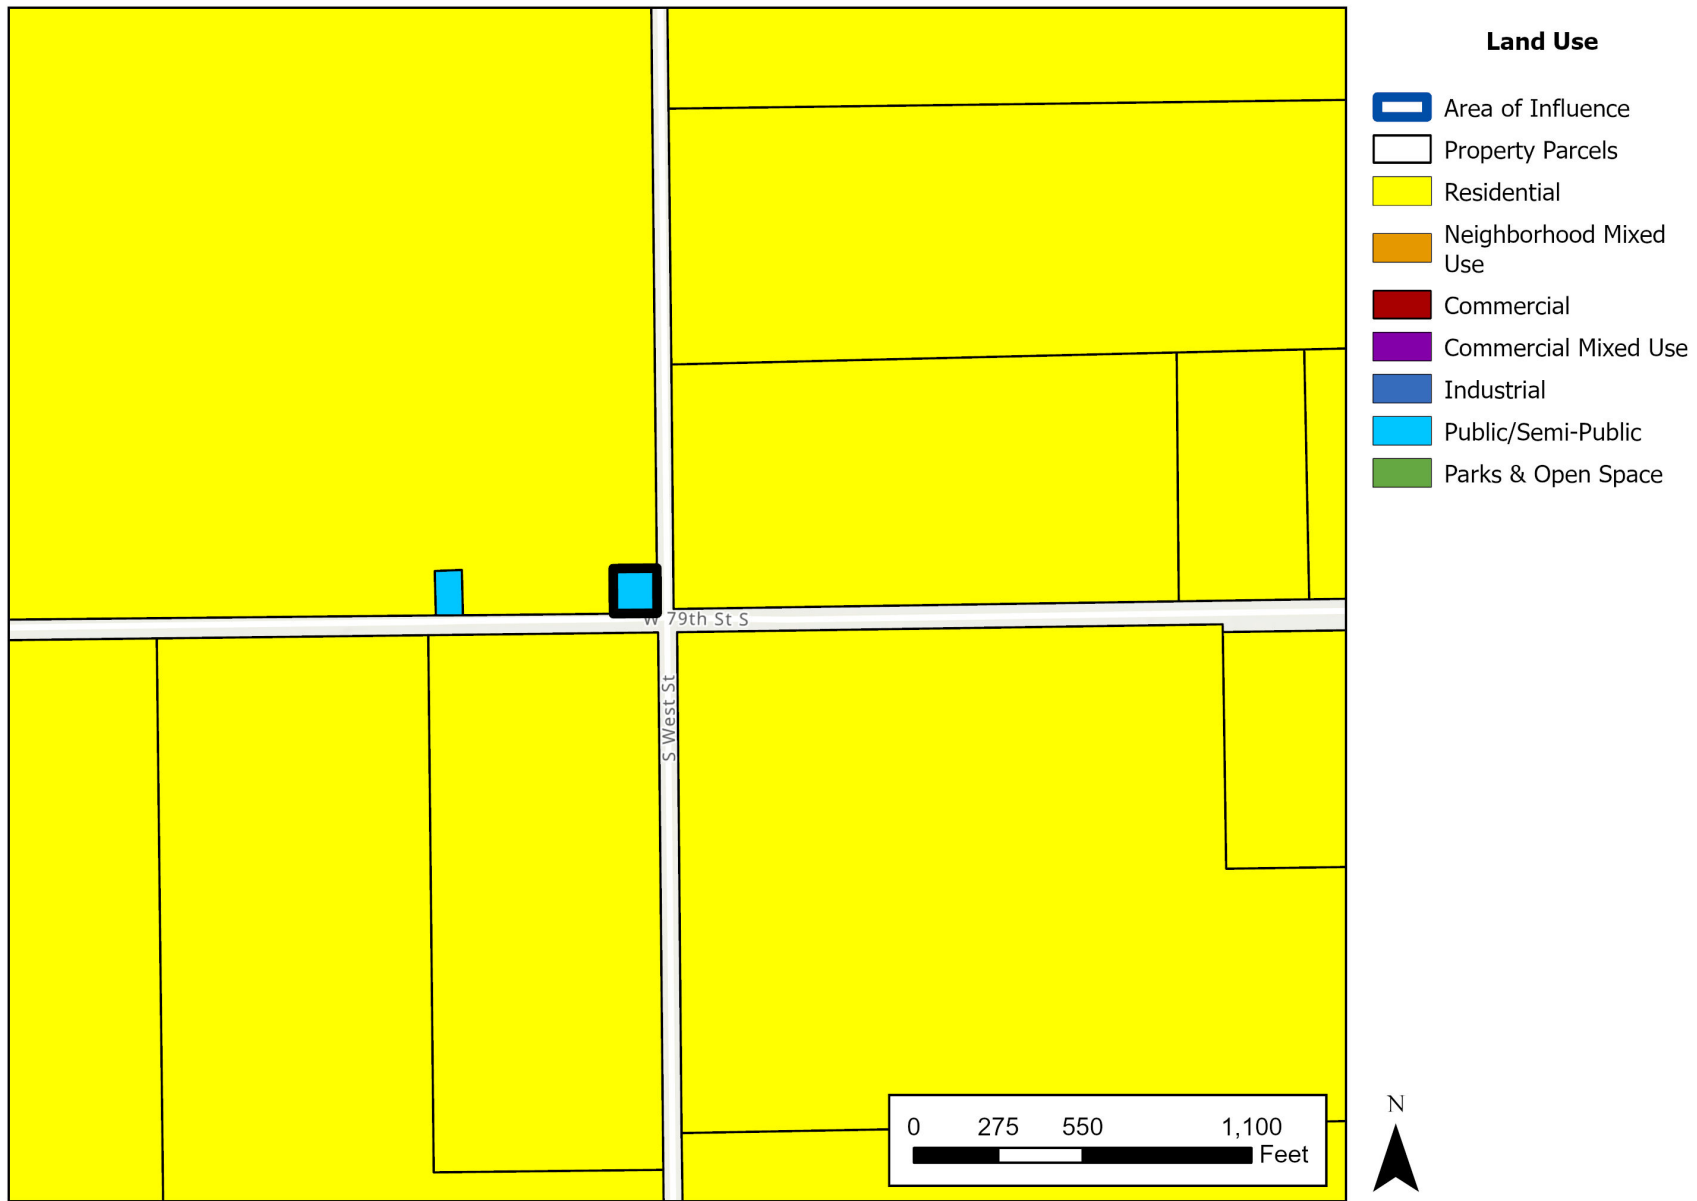 Land Use
Area of Influence
Property Parcels
Residential
Neighborhood Mixed
Use
Commercial
Commercial Mixed Use
Industrial
Public/Semi-Public
Parks & Open Space
W 79th St S
S West St
0 275 550 1,100
Feet
N